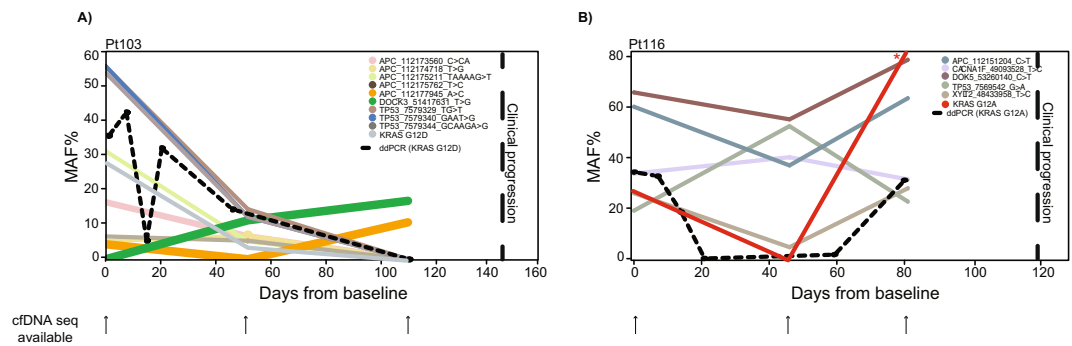 A)
Pt103
MAF%
60
50
40
30
20
10
0
0 20 40 60 80 100 120 140 160
Days from baseline
APC_112173560_C>CA
APC_112174718_T>G
APC_112175211_TAAAAG>T
APC_112175762_T>C
APC_112177945_A>C
DOCK3_51417631_T>G
TP53_7579329_TG>T
TP53_7579340_GAAT>G
TP53_7579344_GCAAGA>G
KRAS G12D
ddPCR (KRAS G12D)
Clinical progression
B)
Pt116
MAF%
80
60
40
20
0
0 20 40 60 80 100 120
Days from baseline
*
APC_112151204_C>T
CACNA1F_49093528_T>C
DOK5_53260140_C>T
TP53_7569542_G>A
KRAS G12A
ddPCR (KRAS G12A)
Clinical progression
cfDNA seq
available